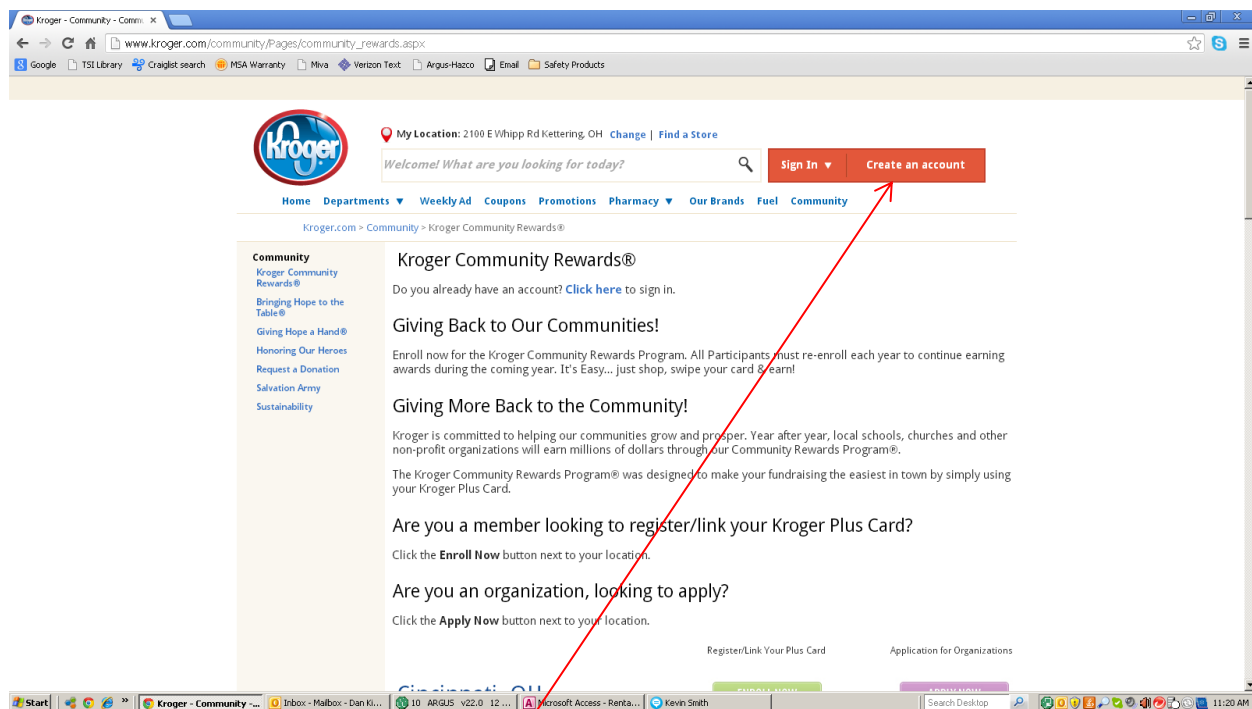 Kroger - Community - Commu
www.kroger.com/community/Pages/community_rewards.aspx
Google TSI Library Craiglist search MSA Warranty Miva Verizon Text Argus-Hazco Email Safety Products
Kroger
My Location: 2100 E Whipp Rd Kettering, OH Change | Find a Store
Welcome! What are you looking for today?
Sign In ▼ Create an account
Home Departments ▼ Weekly Ad Coupons Promotions Pharmacy ▼ Our Brands Fuel Community
Kroger.com > Community > Kroger Community Rewards®
Community
Kroger Community
Rewards®
Bringing Hope to the
Table®
Giving Hope a Hand®
Honoring Our Heroes
Request a Donation
Salvation Army
Sustainability
Kroger Community Rewards®
Do you already have an account? Click here to sign in.
Giving Back to Our Communities!
Enroll now for the Kroger Community Rewards Program. All Participants must re-enroll each year to continue earning
awards during the coming year. It's Easy... just shop, swipe your card & earn!
Giving More Back to the Community!
Kroger is committed to helping our communities grow and prosper. Year after year, local schools, churches and other
non-profit organizations will earn millions of dollars through our Community Rewards Program®.
The Kroger Community Rewards Program® was designed to make your fundraising the easiest in town by simply using
your Kroger Plus Card.
Are you a member looking to register/link your Kroger Plus Card?
Click the Enroll Now button next to your location.
Are you an organization, looking to apply?
Click the Apply Now button next to your location.
Register/Link Your Plus Card Application for Organizations
Cincinnati, OH ENROLL NOW APPLY NOW
Start » Kroger - Community -... Inbox - Mailbox - Dan Ki... 10 ARGUS v22.0 12 ... Microsoft Access - Renta... Kevin Smith Search Desktop 11:20 AM